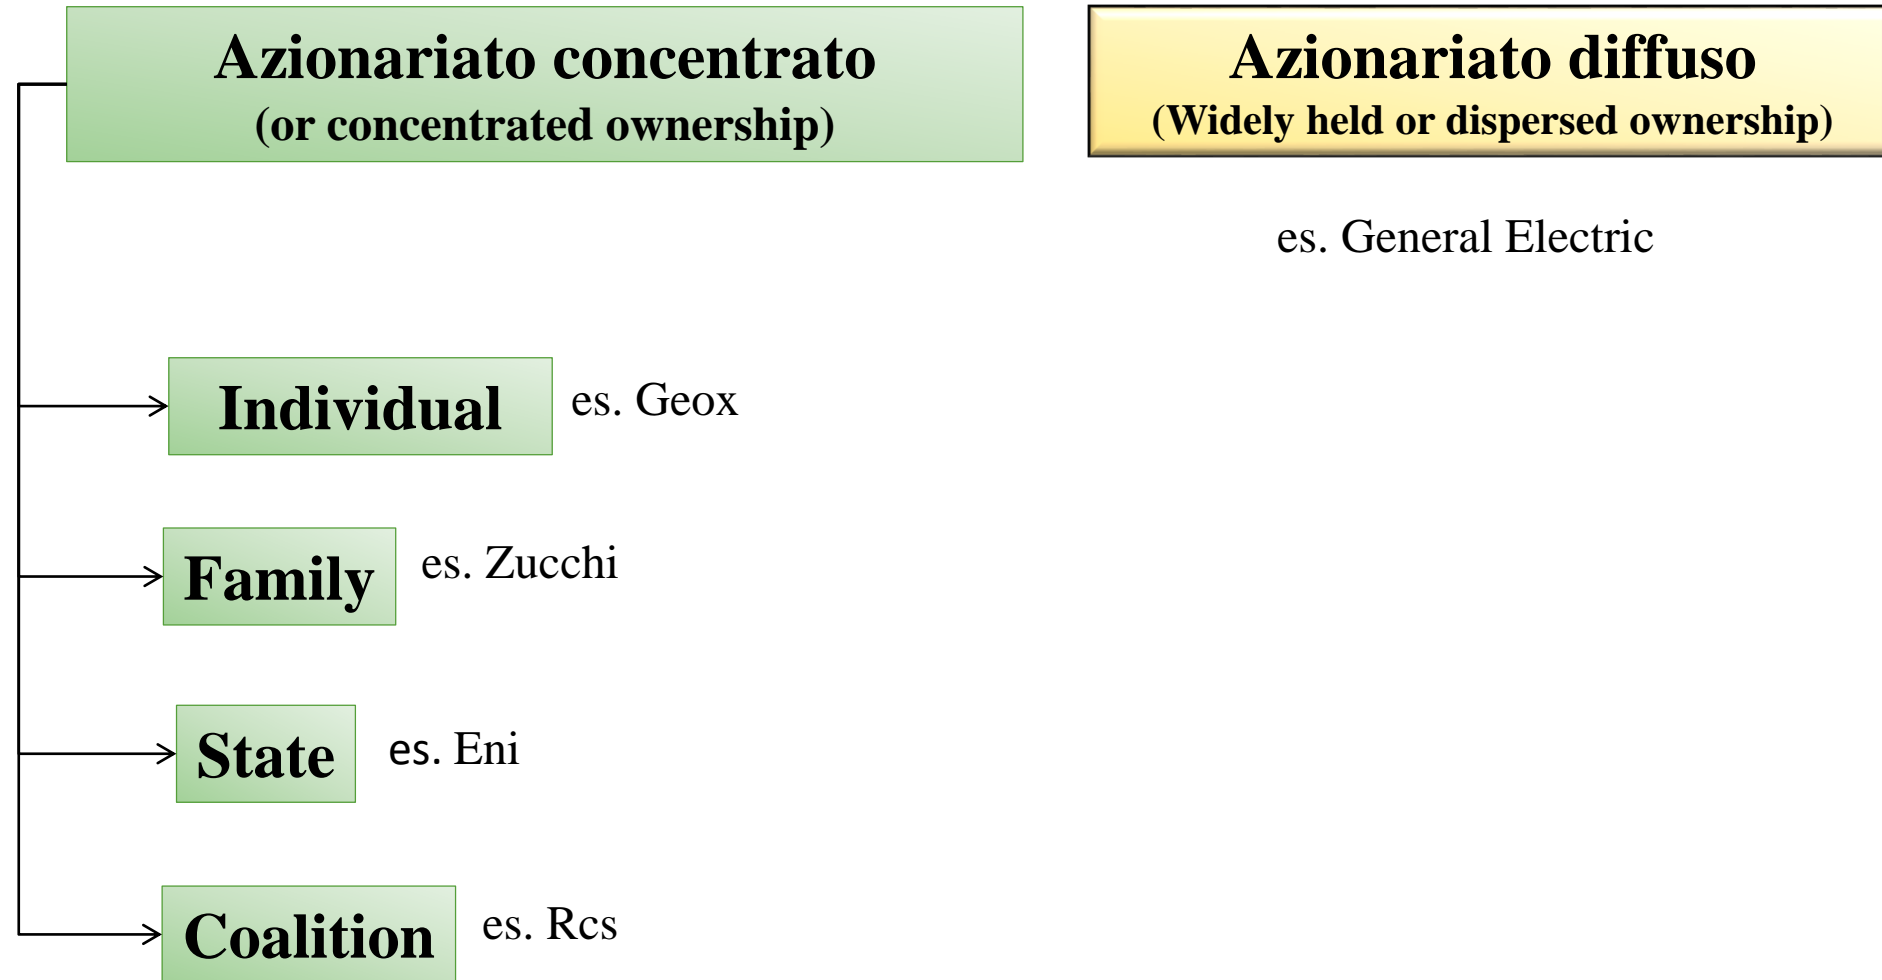 Azionariato concentrato
(or concentrated ownership)
Azionariato diffuso
(Widely held or dispersed ownership)
es. General Electric
Individual
es. Geox
Family
es. Zucchi
State
es. Eni
Coalition
es. Rcs